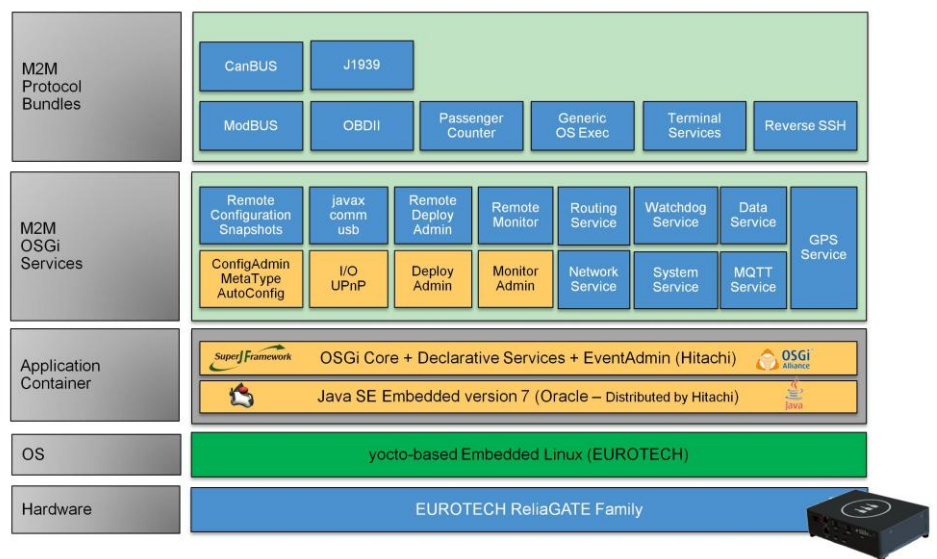 M2M
Protocol
Bundles
CanBUS
J1939
ModBUS
OBDII
Passenger
Counter
Generic
OS Exec
Terminal
Services
Reverse SSH
M2M
OSGi
Services
Remote
Configuration
Snapshots
javax
comm
usb
Remote
Deploy
Admin
Remote
Monitor
Routing
Service
Watchdog
Service
Data
Service
GPS
Service
ConfigAdmin
MetaType
AutoConfig
I/O
UPnP
Deploy
Admin
Monitor
Admin
Network
Service
System
Service
MQTT
Service
Application
Container
SuperJFramework
OSGi Core + Declarative Services + EventAdmin (Hitachi)
OSGi
Alliance
Java SE Embedded version 7 (Oracle – Distributed by Hitachi)
Java
OS
yocto-based Embedded Linux (EUROTECH)
Hardware
EUROTECH ReliaGATE Family